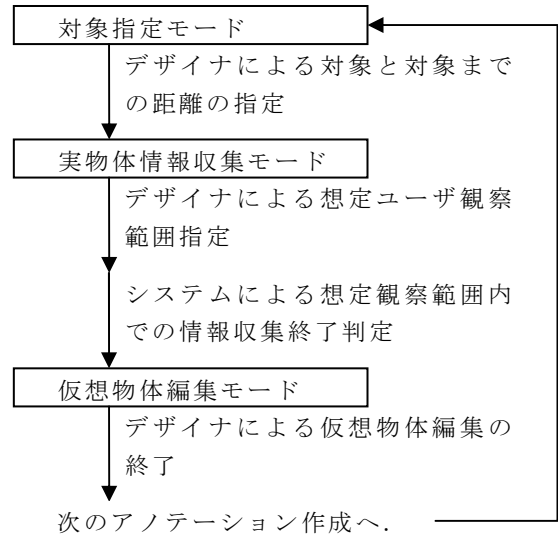 対象指定モード
デザイナによる対象と対象まで
の距離の指定
実物体情報収集モード
デザイナによる想定ユーザ観察
範囲指定
システムによる想定観察範囲内
での情報収集終了判定
仮想物体編集モード
デザイナによる仮想物体編集の
終了
次のアノテーション作成へ.